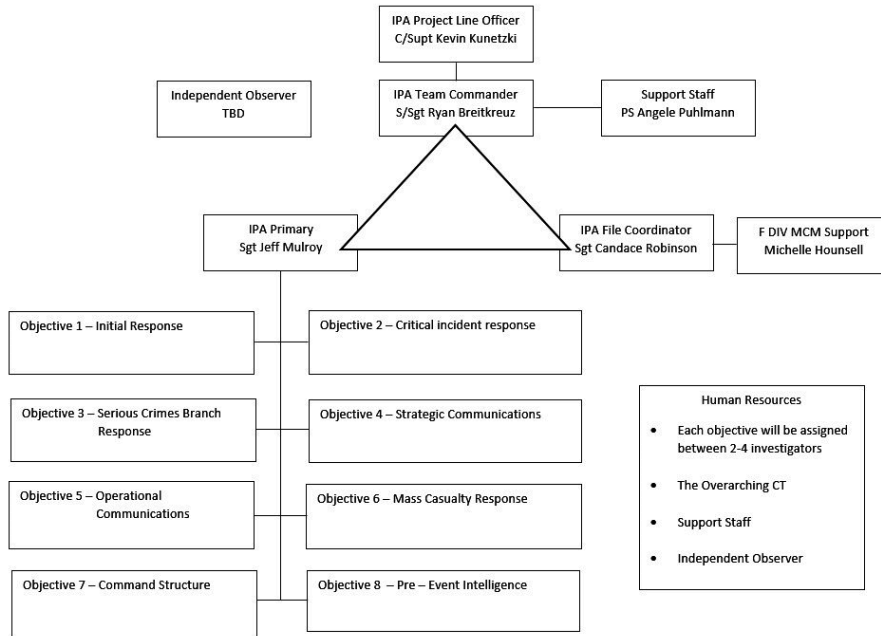 IPA Project Line Officer
C/Supt Kevin Kunetzki
Independent Observer
TBD
IPA Team Commander
S/Sgt Ryan Breitkreuz
Support Staff
PS Angele Puhlmann
IPA Primary
Sgt Jeff Mulroy
IPA File Coordinator
Sgt Candace Robinson
F DIV MCM Support
Michelle Hounsell
Objective 1 – Initial Response
Objective 2 – Critical incident response
Objective 3 – Serious Crimes Branch
Response
Objective 4 – Strategic Communications
Objective 5 – Operational
Communications
Objective 6 – Mass Casualty Response
Objective 7 – Command Structure
Objective 8 – Pre – Event Intelligence
Human Resources
• Each objective will be assigned
between 2-4 investigators
• The Overarching CT
• Support Staff
• Independent Observer